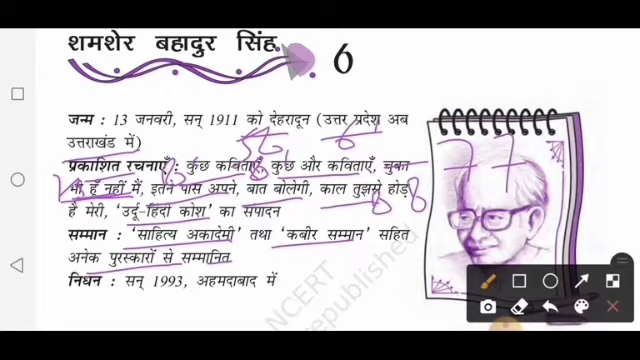 शमशेर बहादुर सिंह
6
जन्म : 13 जनवरी, सन् 1911 को देहरादून (उत्तर प्रदेश अब
उत्तराखंड में)
प्रकाशित रचनाएँ : कुछ कविताएँ, कुछ और कविताएँ, चुका
भी हूँ नहीं मैं, इतने पास अपने, बात बोलेगी, काल तुझसे होड़
है मेरी, ‘उर्दू-हिंदी कोश’ का संपादन
सम्मान : ‘साहित्य अकादेमी’ तथा ‘कबीर सम्मान’ सहित
अनेक पुरस्कारों से सम्मानित
निधन : सन् 1993, अहमदाबाद में
NCERT
republished